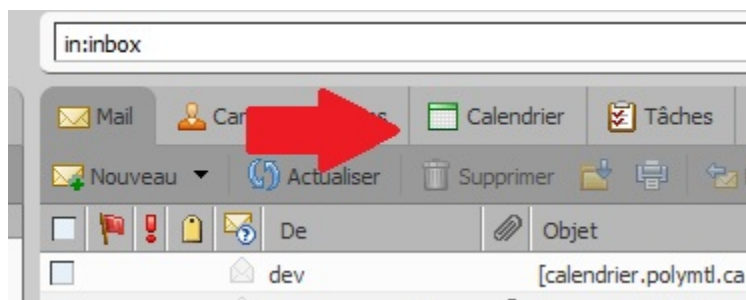 in:inbox
Mail Calendrier Tâches
Nouveau Actualiser Supprimer
De Objet
dev [calendrier.polymtl.ca